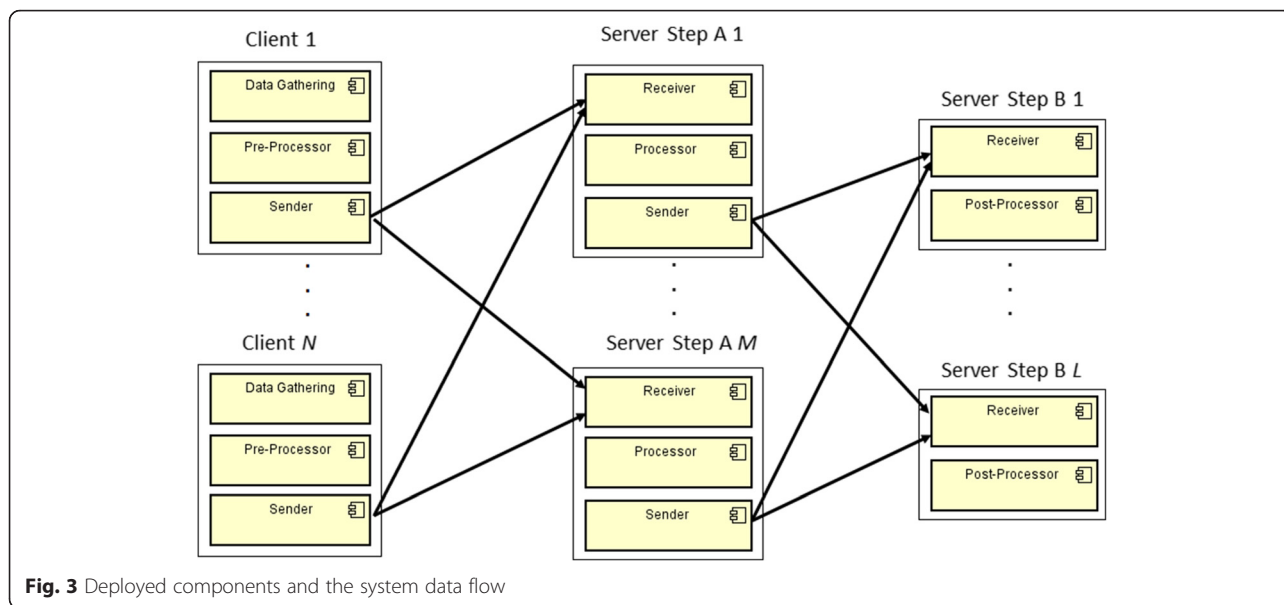 Client 1
Data Gathering
Pre-Processor
Sender
Client N
Data Gathering
Pre-Processor
Sender
Server Step A 1
Receiver
Processor
Sender
Server Step A M
Receiver
Processor
Sender
Server Step B 1
Receiver
Post-Processor
Server Step B L
Receiver
Post-Processor
Fig. 3 Deployed components and the system data flow